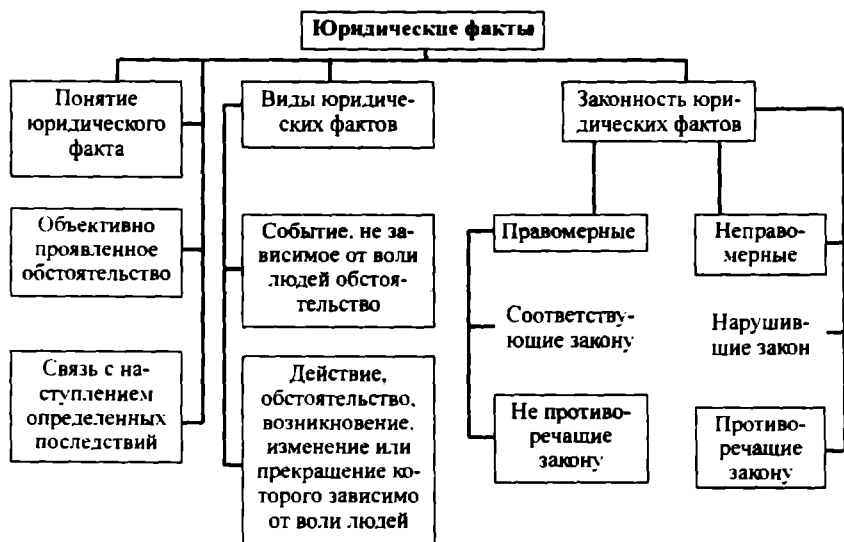 Юридические факты
Понятие
юридического
факта
Объективно
проявленное
обстоятельство
Связь с на-
ступлением
определенных
последствий
Виды юридиче-
ских фактов
Событие, не за-
висимое от воли
людей обстоя-
тельство
Действие,
обстоятельство,
возникновение,
изменение или
прекращение ко-
торого зависимо
от воли людей
Законность юри-
дических фактов
Правомерные
Соответству-
ющие закону
Не противо-
речащие
закону
Неправо-
мерные
Нарушив-
шие закон
Противо-
речащие
закону